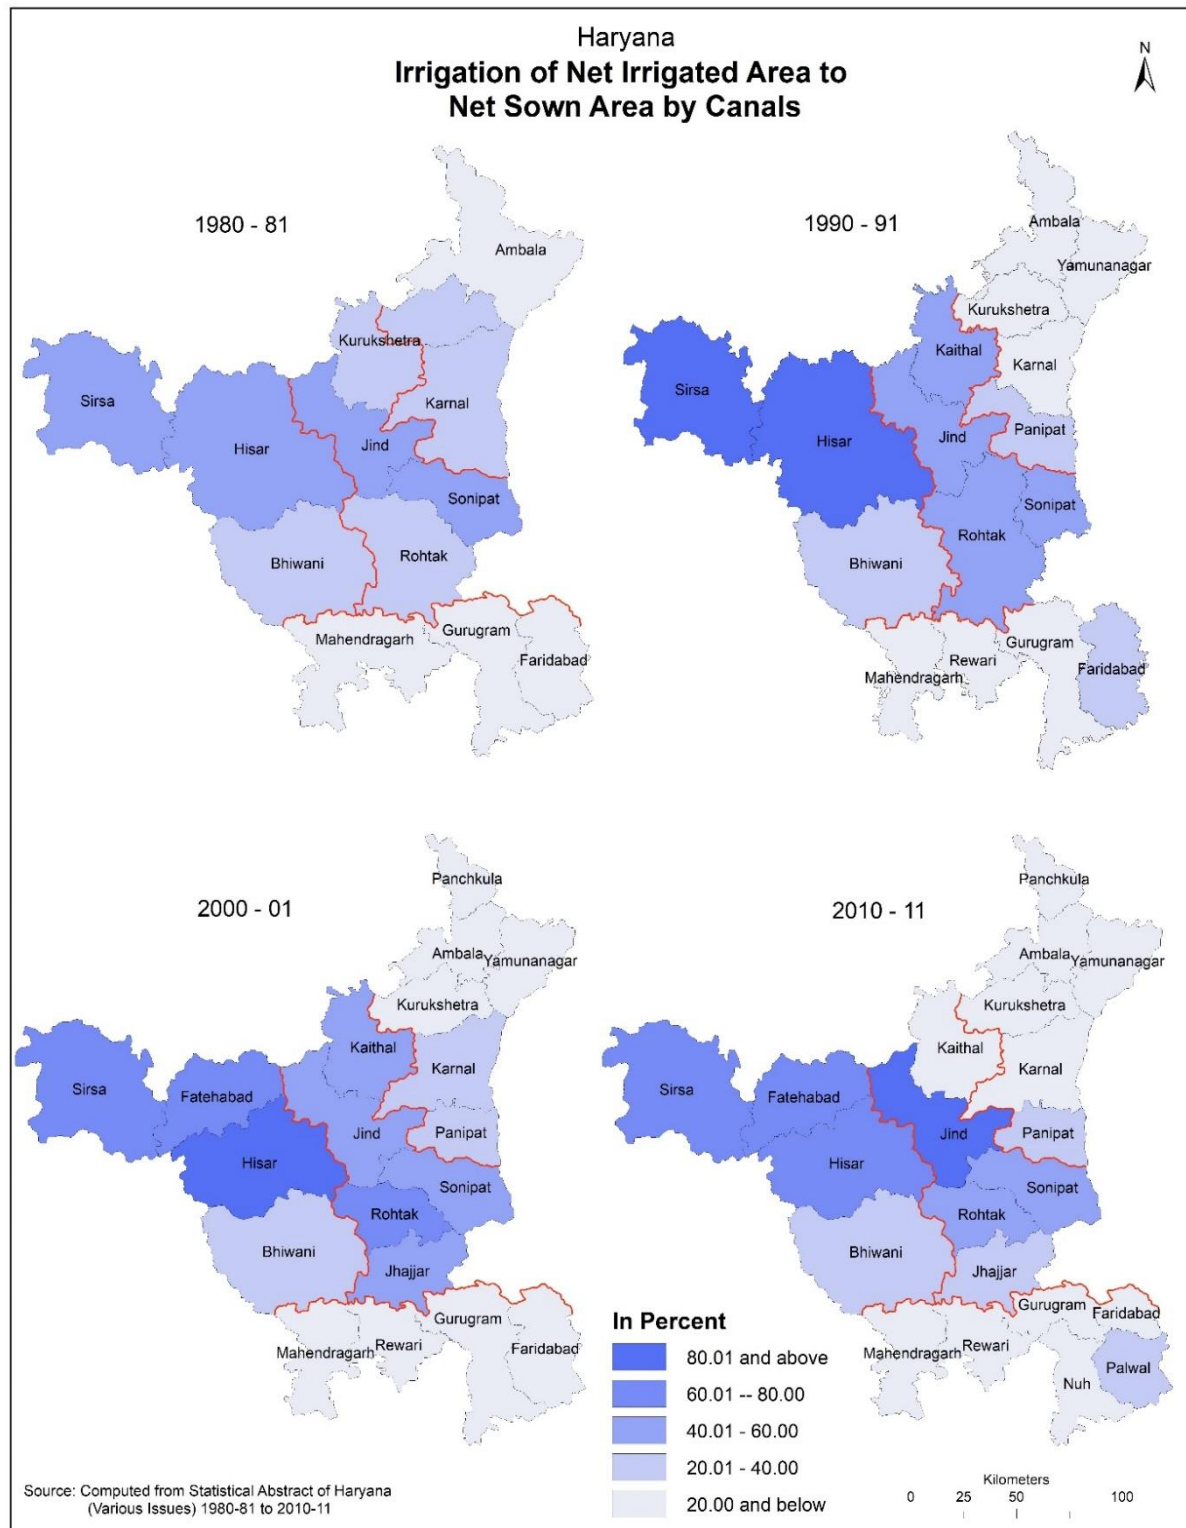 Haryana
Irrigation of Net Irrigated Area to
Net Sown Area by Canals
N
1980 - 81
Ambala
Kurukshetra
Karnal
Sirsa
Hisar
Jind
Sonipat
Bhiwani
Rohtak
Mahendragarh
Gurugram
Faridabad
1990 - 91
Ambala
Yamunanagar
Kurukshetra
Kaithal
Karnal
Sirsa
Hisar
Jind
Panipat
Sonipat
Rohtak
Bhiwani
Gurugram
Rewari
Mahendragarh
Faridabad
2000 - 01
Panchkula
Ambala
Yamunanagar
Kurukshetra
Kaithal
Karnal
Sirsa
Fatehabad
Jind
Panipat
Hisar
Sonipat
Rohtak
Bhiwani
Jhajjar
Gurugram
Mahendragarh
Rewari
Faridabad
2010 - 11
Panchkula
Ambala
Yamunanagar
Kurukshetra
Kaithal
Karnal
Sirsa
Fatehabad
Jind
Panipat
Hisar
Sonipat
Rohtak
Bhiwani
Jhajjar
Gurugram
Faridabad
Mahendragarh
Rewari
Nuh
Palwal
In Percent
80.01 and above
60.01 -- 80.00
40.01 - 60.00
20.01 - 40.00
20.00 and below
Kilometers
0 25 50 100
Source: Computed from Statistical Abstract of Haryana
(Various Issues) 1980-81 to 2010-11